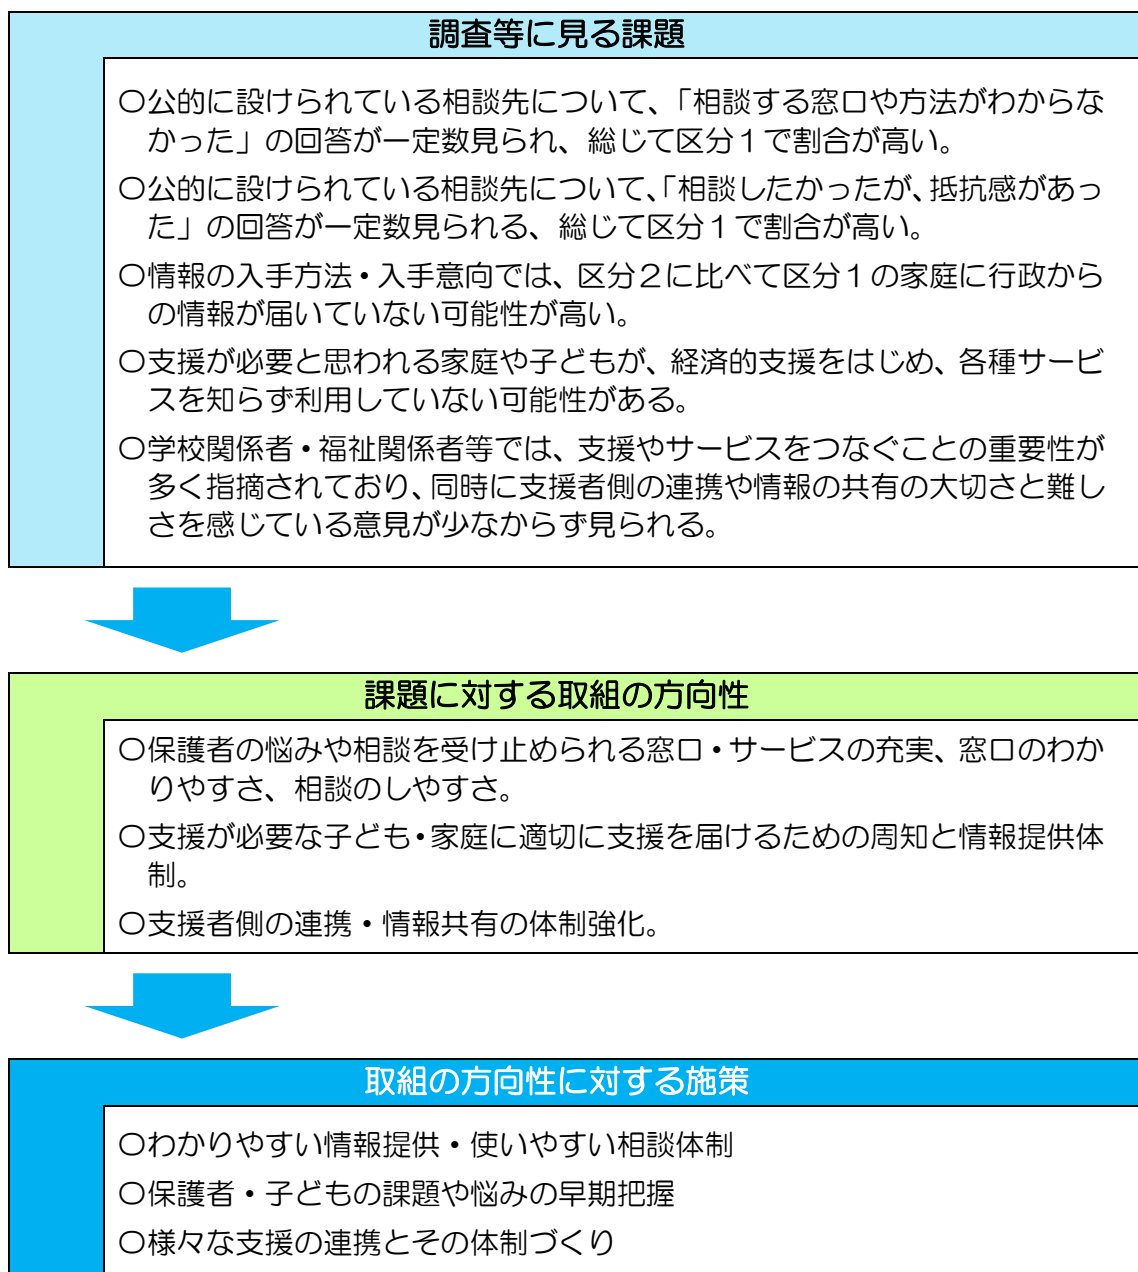 調査等に見る課題
〇公的に設けられている相談先について、「相談する窓口や方法がわからな
かった」の回答が一定数見られ、総じて区分１で割合が高い。
〇公的に設けられている相談先について、「相談したかったが、抵抗感があっ
た」の回答が一定数見られる、総じて区分１で割合が高い。
〇情報の入手方法・入手意向では、区分２に比べて区分１の家庭に行政から
の情報が届いていない可能性が高い。
〇支援が必要と思われる家庭や子どもが、経済的支援をはじめ、各種サービ
スを知らず利用していない可能性がある。
〇学校関係者・福祉関係者等では、支援やサービスをつなぐことの重要性が
多く指摘されており、同時に支援者側の連携や情報の共有の大切さと難し
さを感じている意見が少なからず見られる。
課題に対する取組の方向性
〇保護者の悩みや相談を受け止められる窓口・サービスの充実、窓口のわか
りやすさ、相談のしやすさ。
〇支援が必要な子ども・家庭に適切に支援を届けるための周知と情報提供体
制。
〇支援者側の連携・情報共有の体制強化。
取組の方向性に対する施策
〇わかりやすい情報提供・使いやすい相談体制
〇保護者・子どもの課題や悩みの早期把握
〇様々な支援の連携とその体制づくり